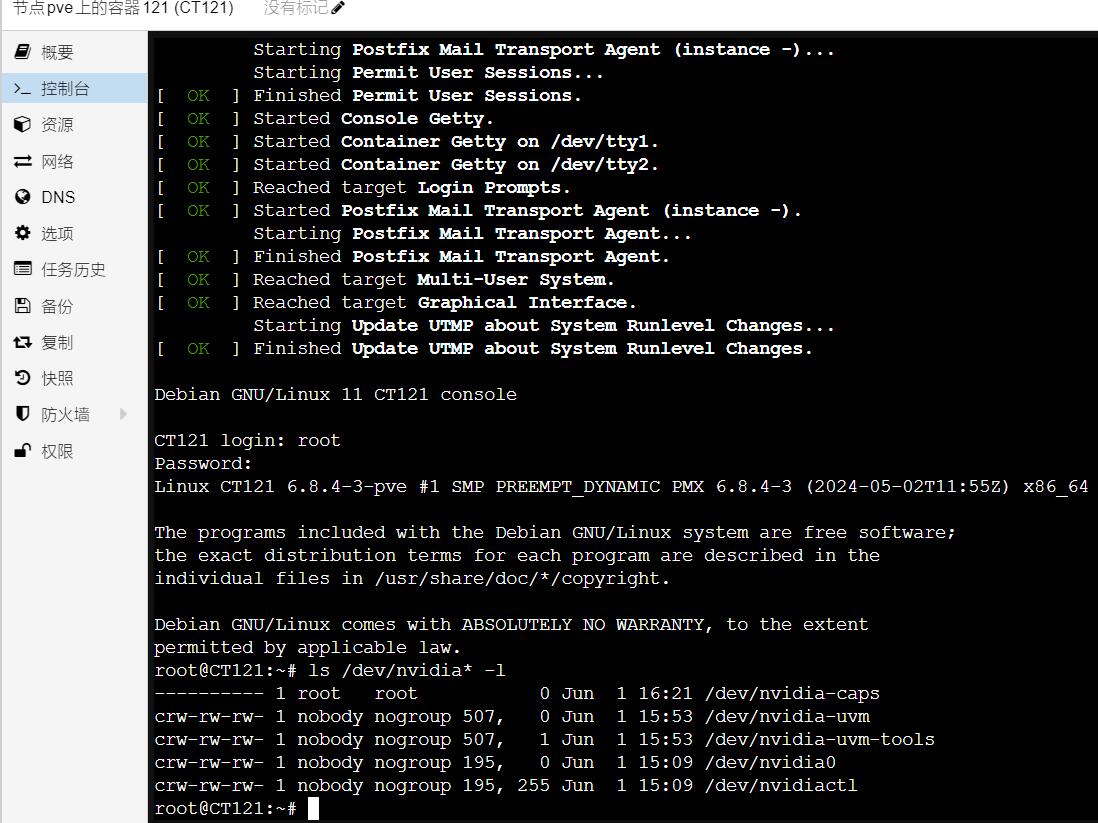 节点pve上的容器121 (CT121) 没有标记
概要
控制台
资源
网络
DNS
选项
任务历史
备份
复制
快照
防火墙
权限
Starting Postfix Mail Transport Agent (instance -)...
Starting Permit User Sessions...
[  OK  ] Finished Permit User Sessions.
[  OK  ] Started Console Getty.
[  OK  ] Started Container Getty on /dev/tty1.
[  OK  ] Started Container Getty on /dev/tty2.
[  OK  ] Reached target Login Prompts.
[  OK  ] Started Postfix Mail Transport Agent (instance -).
Starting Postfix Mail Transport Agent...
[  OK  ] Finished Postfix Mail Transport Agent.
[  OK  ] Reached target Multi-User System.
[  OK  ] Reached target Graphical Interface.
Starting Update UTMP about System Runlevel Changes...
[  OK  ] Finished Update UTMP about System Runlevel Changes.
Debian GNU/Linux 11 CT121 console
CT121 login: root
Password:
Linux CT121 6.8.4-3-pve #1 SMP PREEMPT_DYNAMIC PMX 6.8.4-3 (2024-05-02T11:55Z) x86_64
The programs included with the Debian GNU/Linux system are free software;
the exact distribution terms for each program are described in the
individual files in /usr/share/doc/*/copyright.
Debian GNU/Linux comes with ABSOLUTELY NO WARRANTY, to the extent
permitted by applicable law.
root@CT121:~# ls /dev/nvidia* -l
---------- 1 root   root           0 Jun  1 16:21 /dev/nvidia-caps
crw-rw-rw- 1 nobody nogroup 507,   0 Jun  1 15:53 /dev/nvidia-uvm
crw-rw-rw- 1 nobody nogroup 507,   1 Jun  1 15:53 /dev/nvidia-uvm-tools
crw-rw-rw- 1 nobody nogroup 195,   0 Jun  1 15:09 /dev/nvidia0
crw-rw-rw- 1 nobody nogroup 195, 255 Jun  1 15:09 /dev/nvidiactl
root@CT121:~#